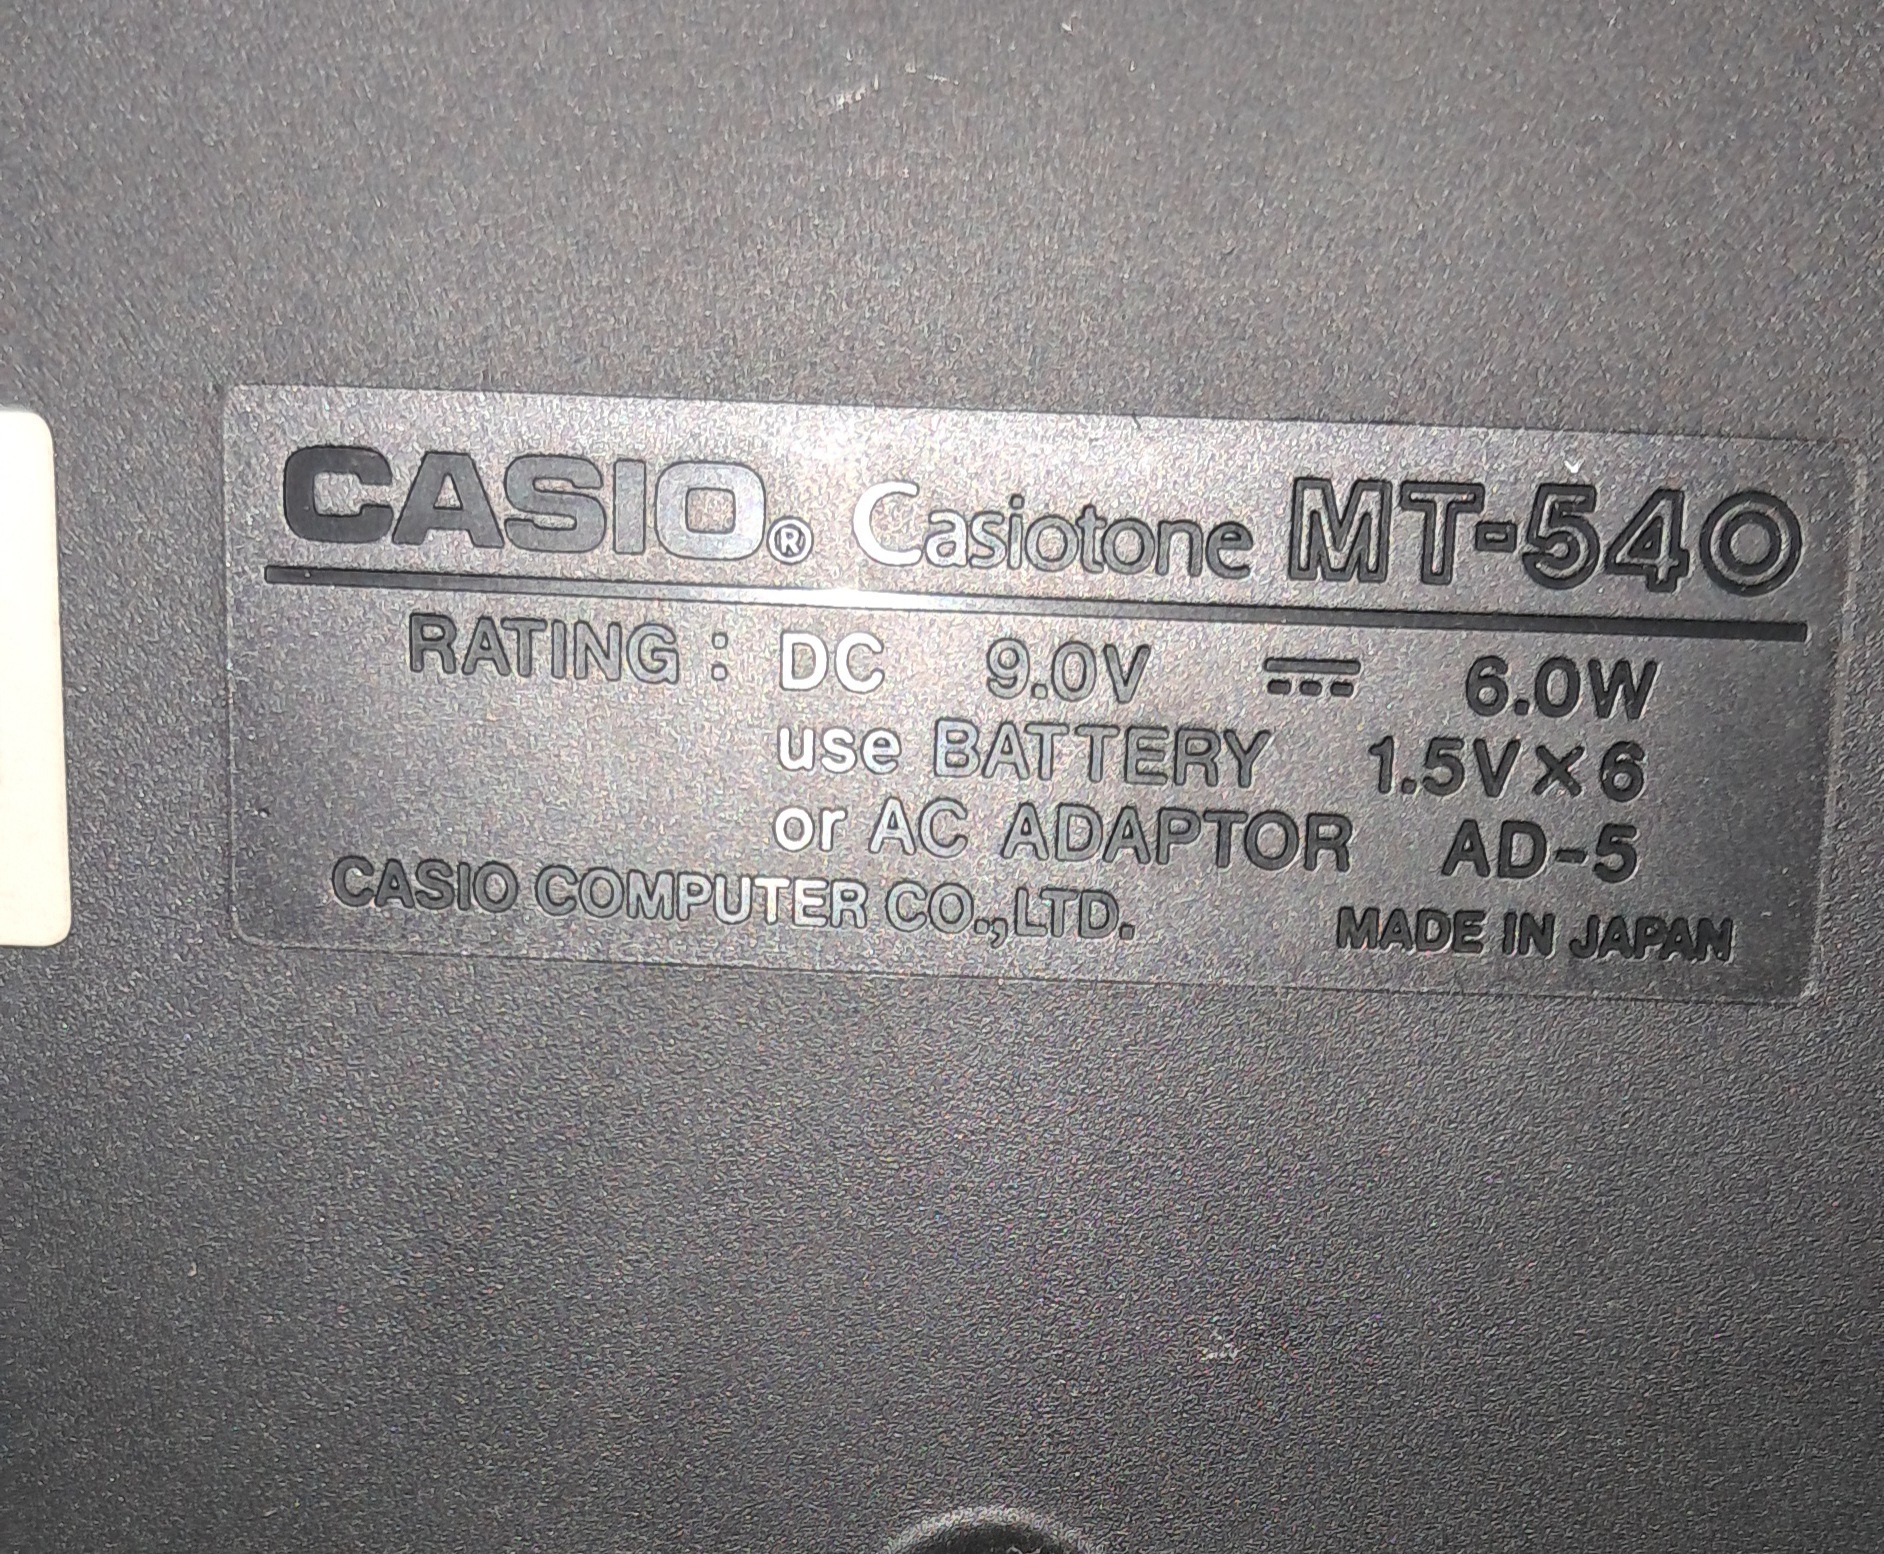 CASIO® Casiotone MT-540
RATING : DC 9.0V ⎓ 6.0W
use BATTERY 1.5V×6
or AC ADAPTOR AD-5
CASIO COMPUTER CO.,LTD. MADE IN JAPAN